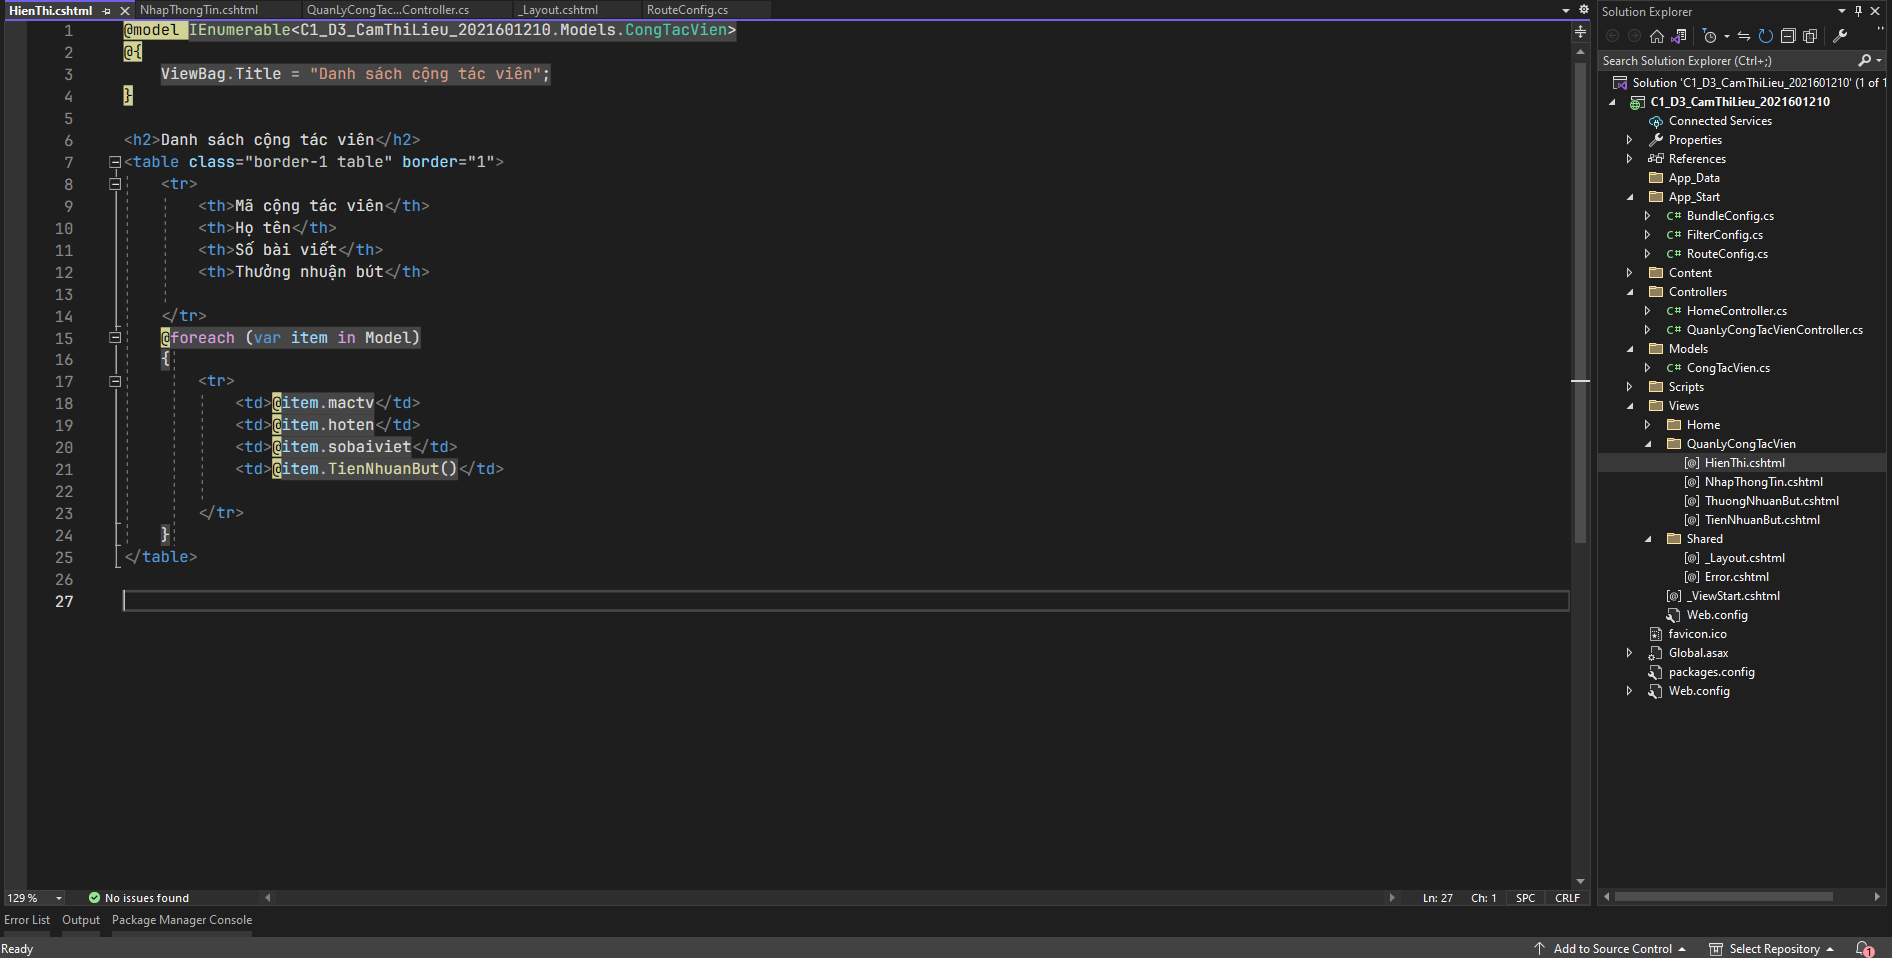 HienThi.cshtml
NhapThongTin.cshtml
QuanLyCongTac...Controller.cs
_Layout.cshtml
RouteConfig.cs
1 @model IEnumerable<C1_D3_CamThiLieu_2021601210.Models.CongTacVien>
2 @{
3 ViewBag.Title = "Danh sách cộng tác viên";
4 }
5
6 <h2>Danh sách cộng tác viên</h2>
7 <table class="border-1 table" border="1">
8 <tr>
9 <th>Mã cộng tác viên</th>
10 <th>Họ tên</th>
11 <th>Số bài viết</th>
12 <th>Thưởng nhuận bút</th>
13
14 </tr>
15 @foreach (var item in Model)
16 {
17 <tr>
18 <td>@item.mactv</td>
19 <td>@item.hoten</td>
20 <td>@item.sobaiviet</td>
21 <td>@item.TienNhuanBut()</td>
22
23 </tr>
24 }
25 </table>
26
27
129 %
No issues found
Ln: 27
Ch: 1
SPC
CRLF
Error List
Output
Package Manager Console
Ready
Add to Source Control
Select Repository
1
Solution Explorer
Search Solution Explorer (Ctrl+;)
Solution 'C1_D3_CamThiLieu_2021601210' (1 of 1
C1_D3_CamThiLieu_2021601210
Connected Services
Properties
References
App_Data
App_Start
C# BundleConfig.cs
C# FilterConfig.cs
C# RouteConfig.cs
Content
Controllers
C# HomeController.cs
C# QuanLyCongTacVienController.cs
Models
C# CongTacVien.cs
Scripts
Views
Home
QuanLyCongTacVien
[@] HienThi.cshtml
[@] NhapThongTin.cshtml
[@] ThuongNhuanBut.cshtml
[@] TienNhuanBut.cshtml
Shared
[@] _Layout.cshtml
[@] Error.cshtml
[@] _ViewStart.cshtml
Web.config
favicon.ico
Global.asax
packages.config
Web.config